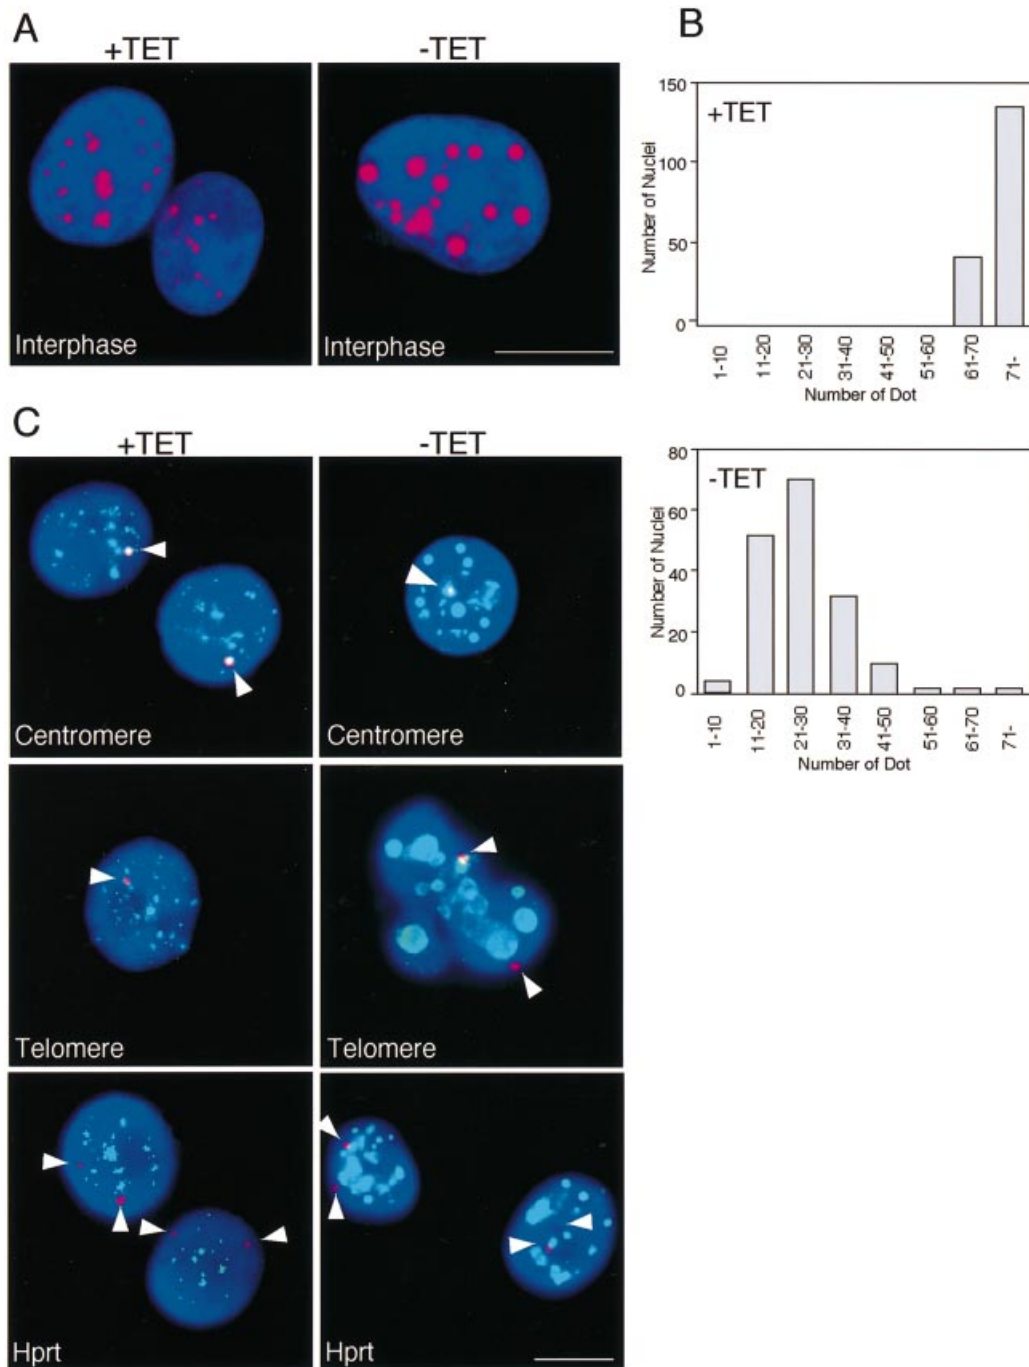 A
+TET
-TET
Interphase
Interphase
B
+TET
Number of Nuclei
150
100
50
0
1-10
11-20
21-30
31-40
41-50
51-60
61-70
71-
Number of Dot
-TET
Number of Nuclei
80
60
40
20
0
1-10
11-20
21-30
31-40
41-50
51-60
61-70
71-
Number of Dot
C
+TET
-TET
Centromere
Centromere
Telomere
Telomere
Hprt
Hprt